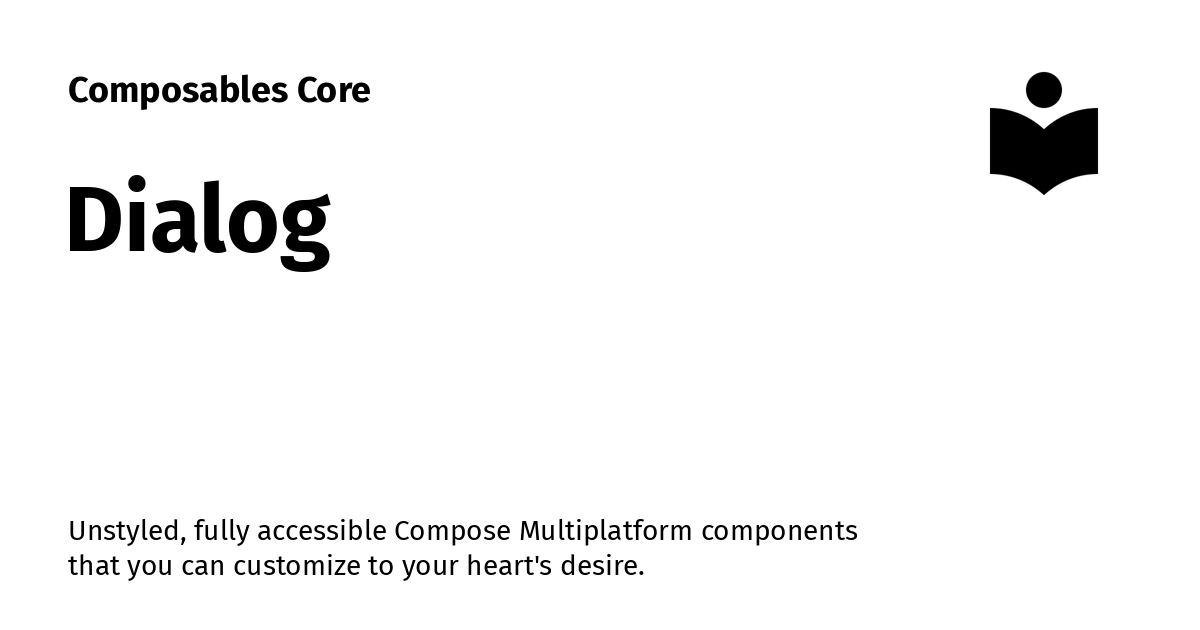 Composables Core
Dialog
Unstyled, fully accessible Compose Multiplatform components
that you can customize to your heart's desire.